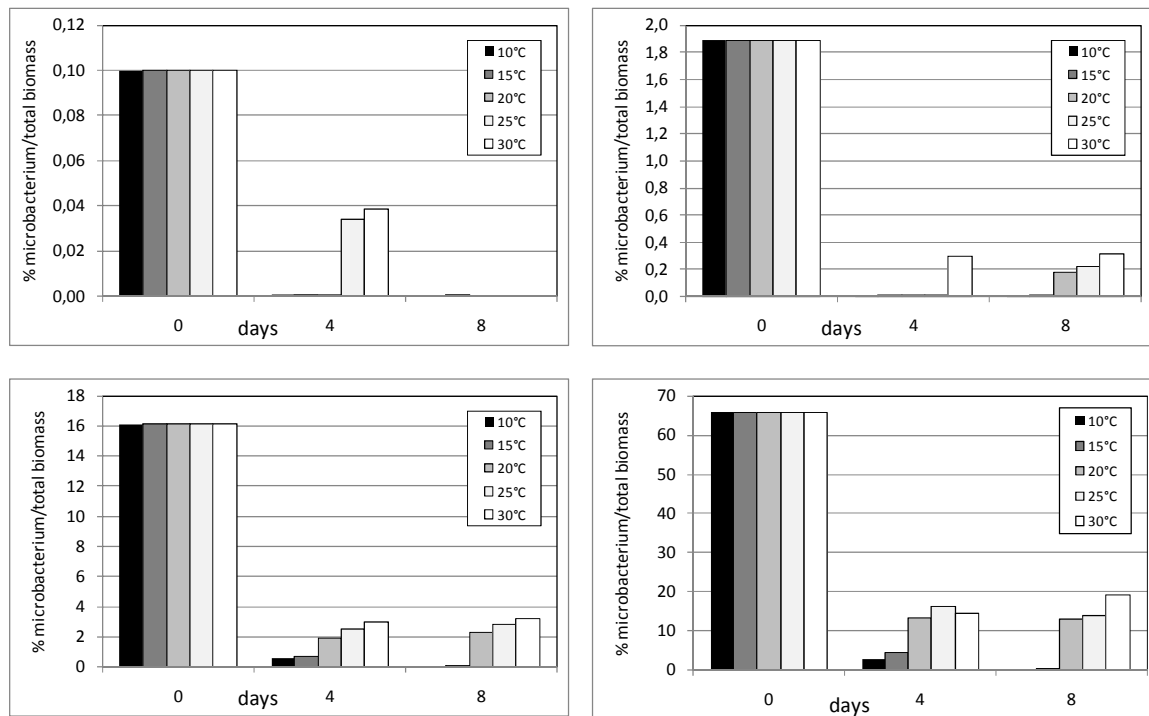 % microbacterium/total biomass
0,12
0,10
0,08
0,06
0,04
0,02
0,00
10°C
15°C
20°C
25°C
30°C
0
4
8
days
% microbacterium/total biomass
2,0
1,8
1,6
1,4
1,2
1,0
0,8
0,6
0,4
0,2
0,0
10°C
15°C
20°C
25°C
30°C
0
4
8
days
% microbacterium/total biomass
18
16
14
12
10
8
6
4
2
0
10°C
15°C
20°C
25°C
30°C
0
4
8
days
% microbacterium/total biomass
70
60
50
40
30
20
10
0
10°C
15°C
20°C
25°C
30°C
0
4
8
days